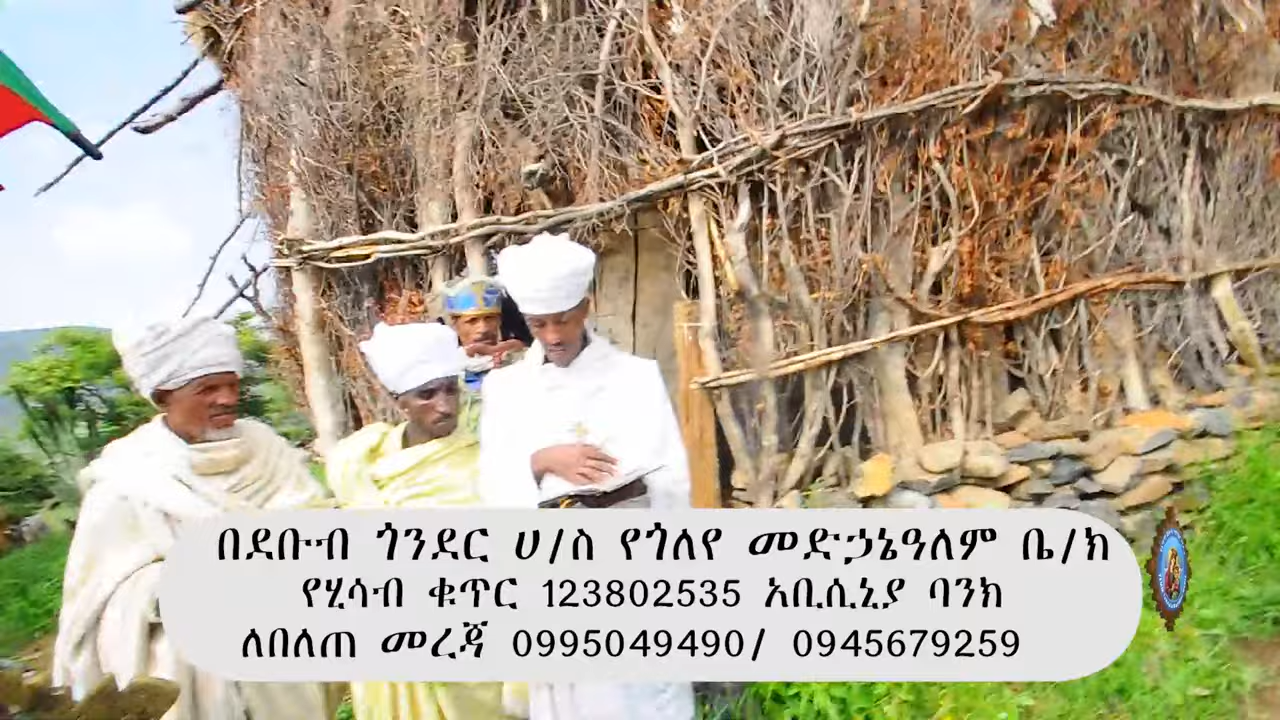 በደቡብ ጎንደር ሀ/ስ የጎለየ መድኃኔዓለም ቤ/ክ
የሂሳብ ቁጥር 123802535 አቢሲኒያ ባንክ
ለበለጠ መረጃ 0995049490/ 0945679259